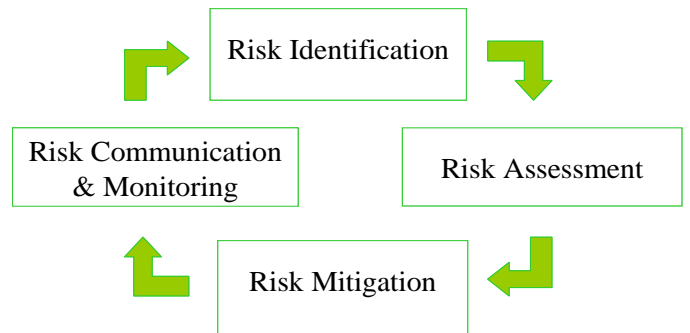 Risk Identification
Risk Communication
& Monitoring
Risk Assessment
Risk Mitigation